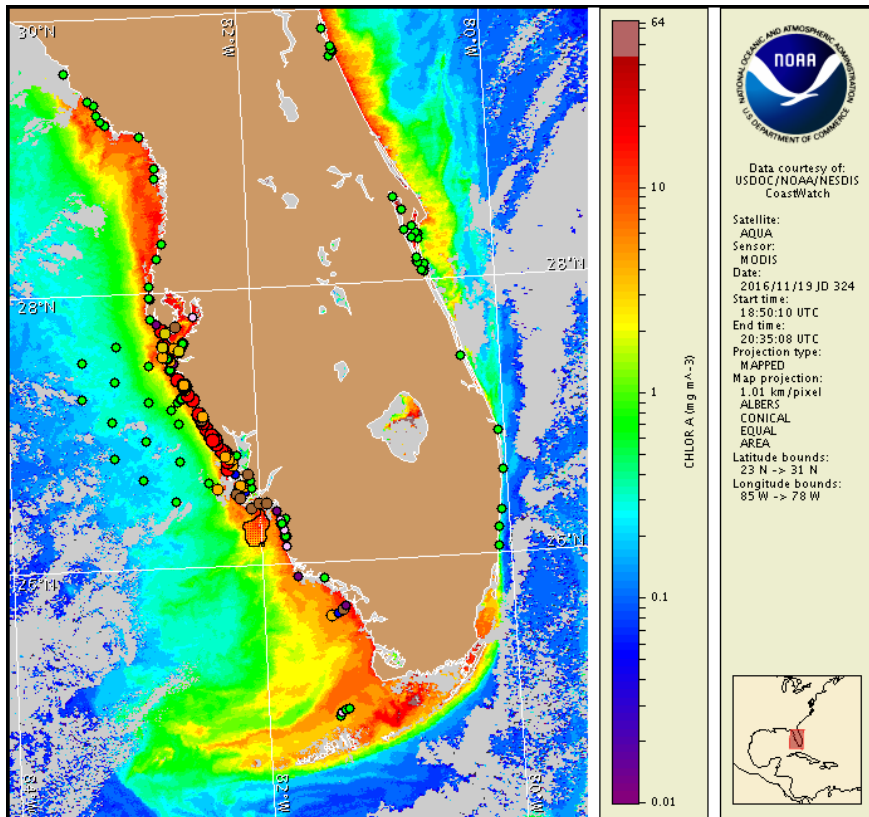 30°N
82°W
80°W
28°N
28°N
26°N
26°N
84°W
82°W
80°W
64
10
1
0.1
0.01
CHLOR A (mg m^-3)
NATIONAL OCEANIC AND ATMOSPHERIC ADMINISTRATION
NOAA
U.S. DEPARTMENT OF COMMERCE
Data courtesy of:
USDOC/NOAA/NESDIS
CoastWatch
Satellite:
AQUA
Sensor:
MODIS
Date:
2016/11/19 JD 324
Start time:
18:50:10 UTC
End time:
20:35:08 UTC
Projection type:
MAPPED
Map projection:
1.01 km/pixel
ALBERS
CONICAL
EQUAL
AREA
Latitude bounds:
23 N -> 31 N
Longitude bounds:
85 W -> 78 W